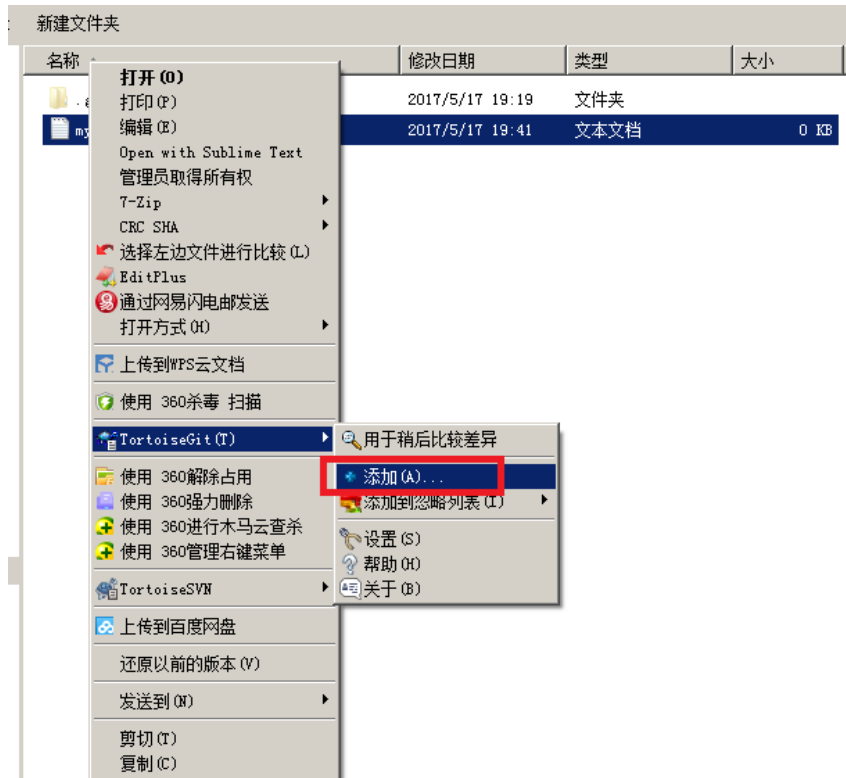 新建文件夹
名称 修改日期 类型 大小
2017/5/17 19:19 文件夹
my 2017/5/17 19:41 文本文档 0 KB
打开(O)
打印(P)
编辑(E)
Open with Sublime Text
管理员取得所有权
7-Zip
CRC SHA
选择左边文件进行比较(L)
EditPlus
通过网易闪电邮发送
打开方式(H)
上传到WPS云文档
使用 360杀毒 扫描
TortoiseGit(T)
使用 360解除占用
使用 360强力删除
使用 360进行木马云查杀
使用 360管理右键菜单
TortoiseSVN
上传到百度网盘
还原以前的版本(V)
发送到(N)
剪切(T)
复制(C)
用于稍后比较差异
添加(A)...
添加到忽略列表(I)
设置(S)
帮助(H)
关于(B)